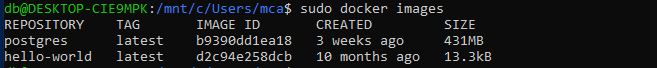 db@DESKTOP-CIE9MPK:/mnt/c/Users/mca$ sudo docker images
REPOSITORY TAG IMAGE ID CREATED SIZE
postgres latest b9390dd1ea18 3 weeks ago 431MB
hello-world latest d2c94e258dcb 10 months ago 13.3kB